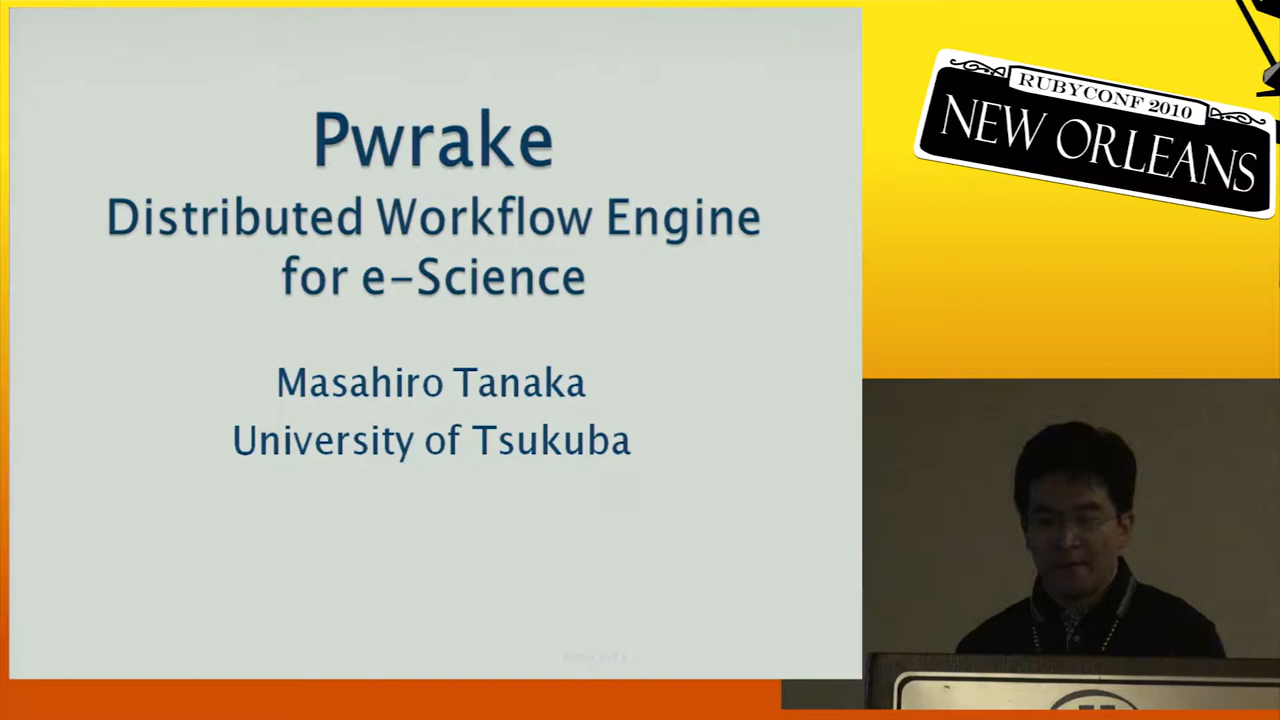 Pwrake
Distributed Workflow Engine
for e-Science
Masahiro Tanaka
University of Tsukuba
RUBYCONF 2010
NEW ORLEANS